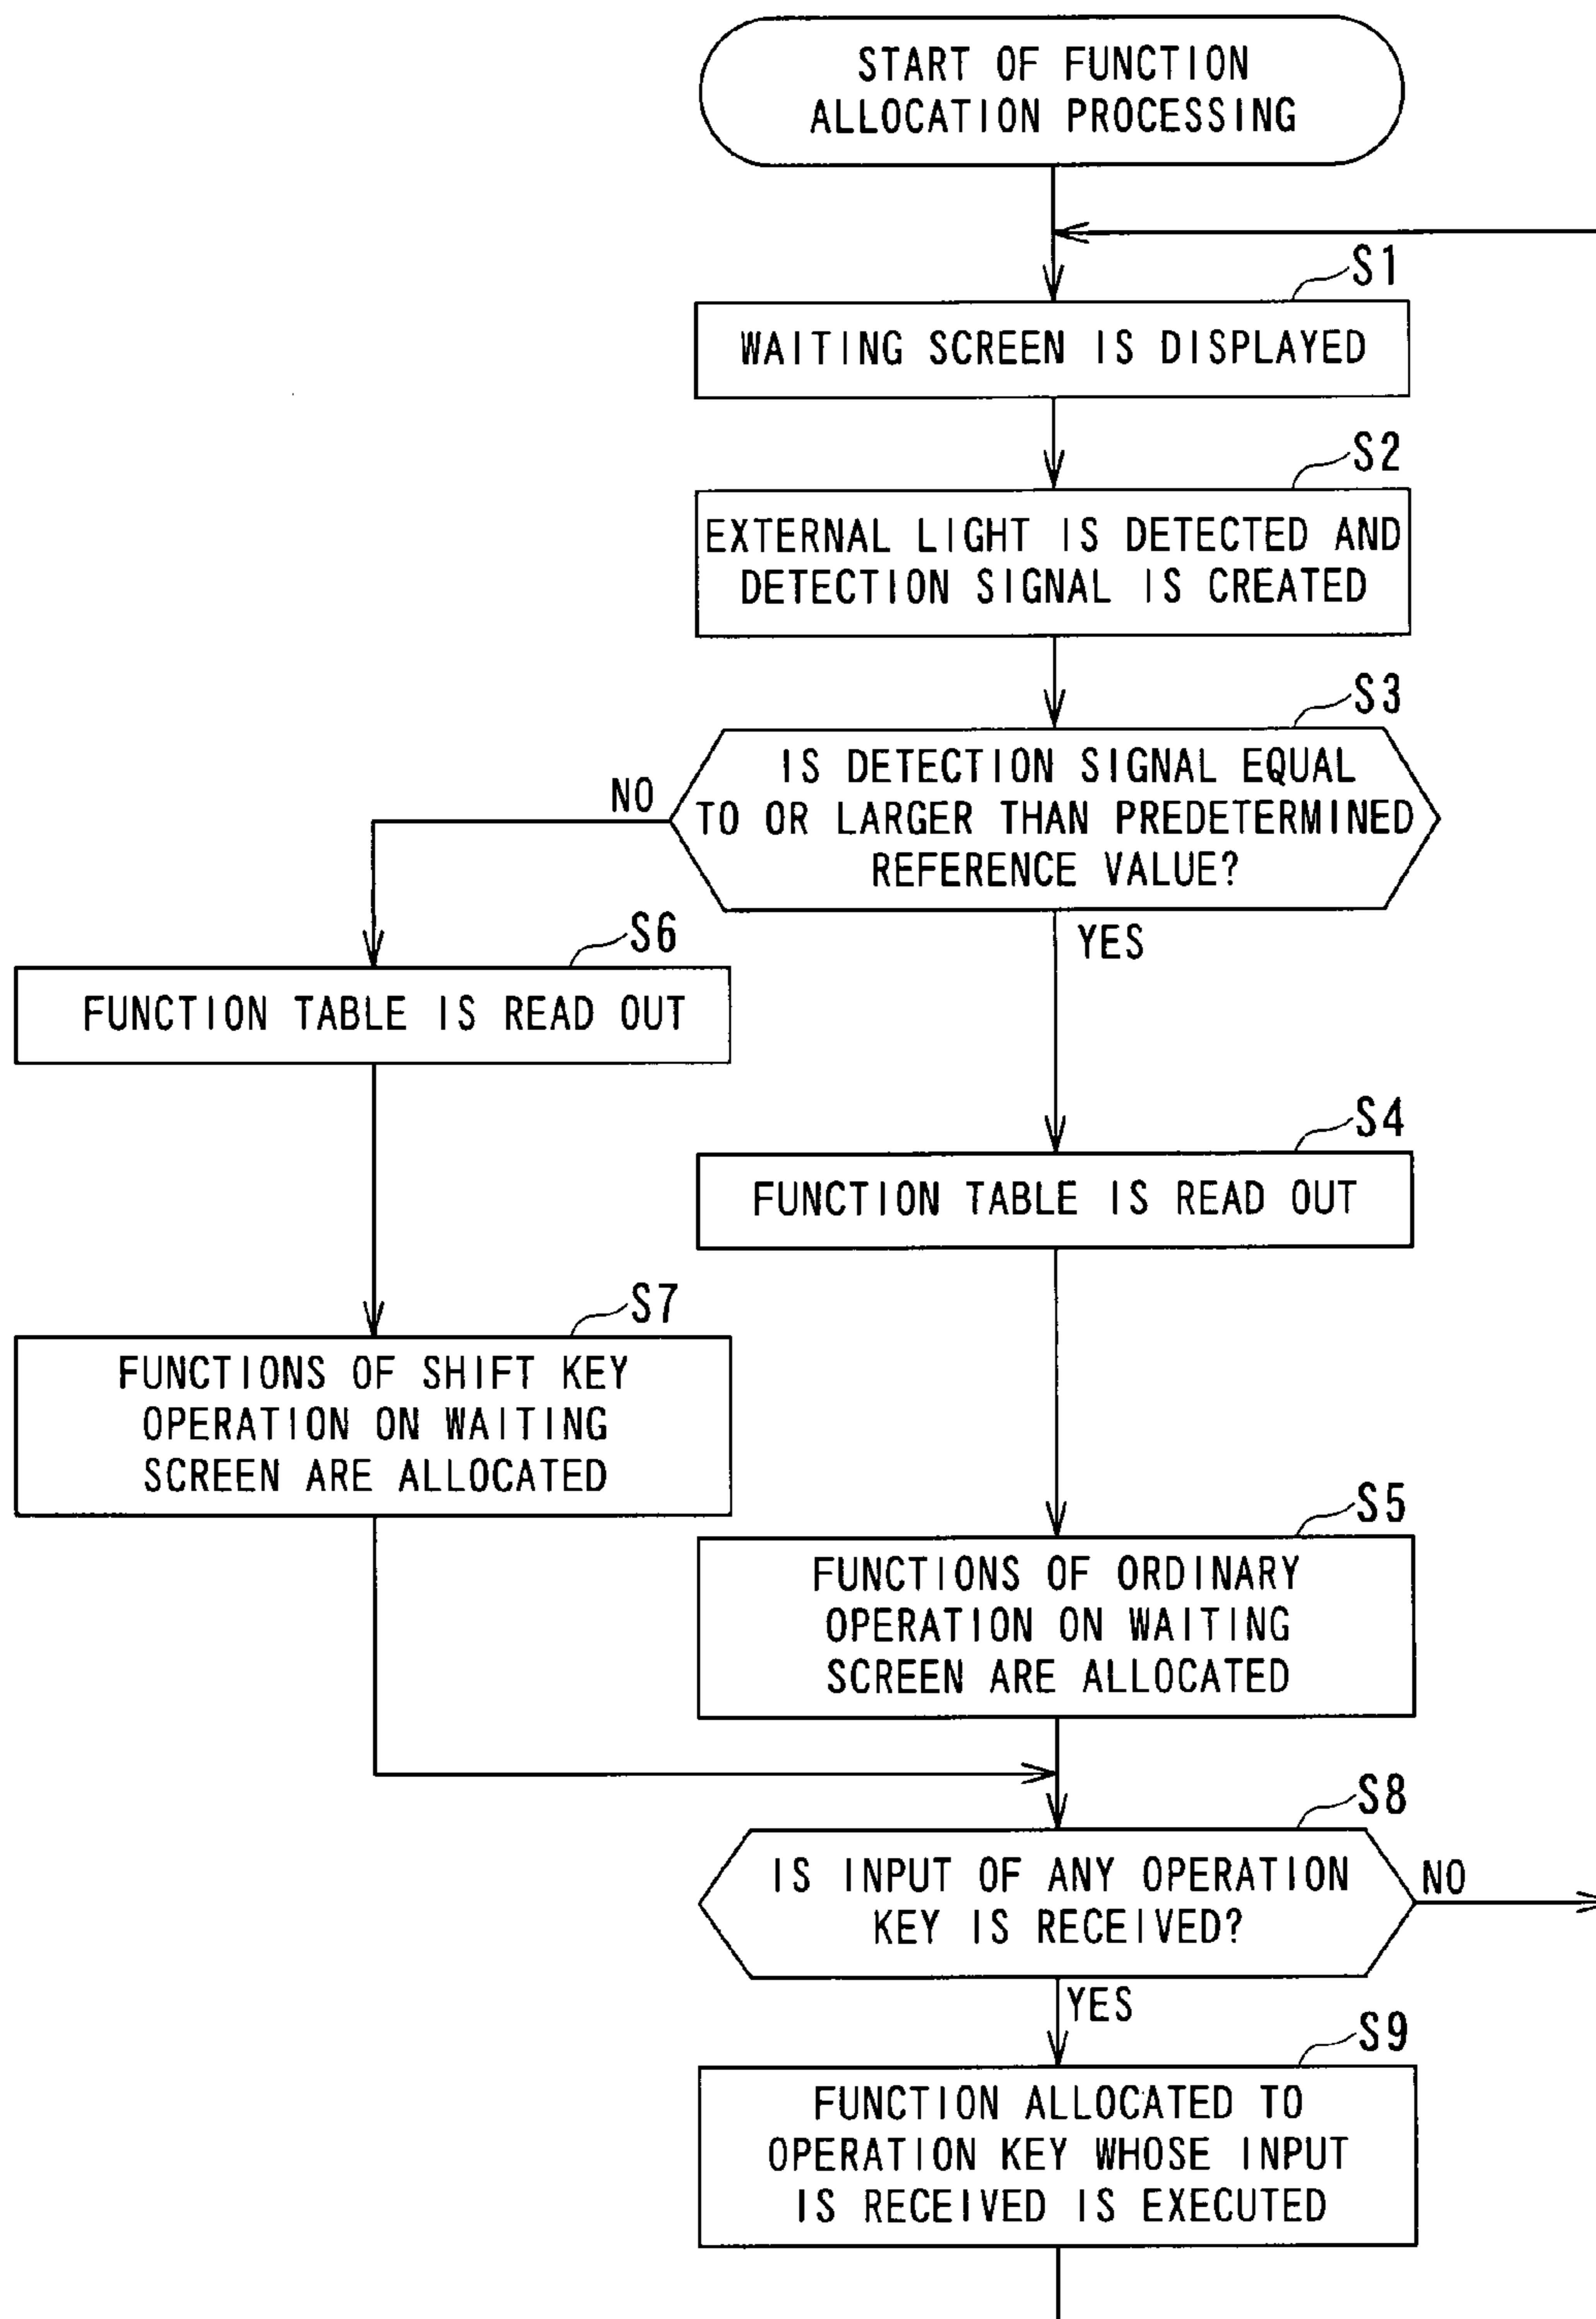 START OF FUNCTION
ALLOCATION PROCESSING
S1
WAITING SCREEN IS DISPLAYED
S2
EXTERNAL LIGHT IS DETECTED AND
DETECTION SIGNAL IS CREATED
S3
IS DETECTION SIGNAL EQUAL
TO OR LARGER THAN PREDETERMINED
REFERENCE VALUE?
NO
YES
S6
FUNCTION TABLE IS READ OUT
S4
FUNCTION TABLE IS READ OUT
S7
FUNCTIONS OF SHIFT KEY
OPERATION ON WAITING
SCREEN ARE ALLOCATED
S5
FUNCTIONS OF ORDINARY
OPERATION ON WAITING
SCREEN ARE ALLOCATED
S8
IS INPUT OF ANY OPERATION
KEY IS RECEIVED?
NO
YES
S9
FUNCTION ALLOCATED TO
OPERATION KEY WHOSE INPUT
IS RECEIVED IS EXECUTED